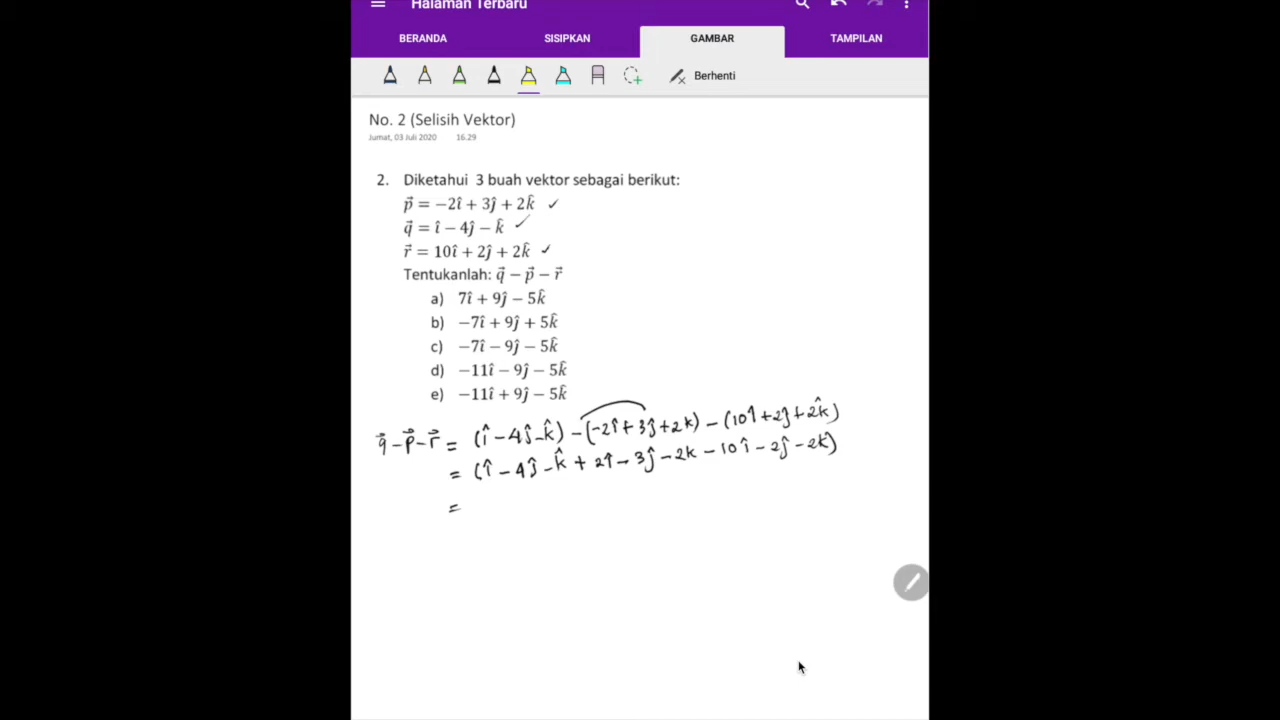 Halaman Terbaru
BERANDA SISIPKAN GAMBAR TAMPILAN
Berhenti
No. 2 (Selisih Vektor)
Jumat, 03 Juli 2020 16.29
2. Diketahui 3 buah vektor sebagai berikut:
p⃗ = −2î + 3ĵ + 2k̂ ✓
q⃗ = î − 4ĵ − k̂ ✓
r⃗ = 10î + 2ĵ + 2k̂ ✓
Tentukanlah: q⃗ − p⃗ − r⃗
a) 7î + 9ĵ − 5k̂
b) −7î + 9ĵ + 5k̂
c) −7î − 9ĵ − 5k̂
d) −11î − 9ĵ − 5k̂
e) −11î + 9ĵ − 5k̂
q⃗ − p⃗ − r⃗ = (î − 4ĵ − k̂) − (−2î + 3ĵ + 2k) − (10î + 2ĵ + 2k̂)
= (î − 4ĵ − k̂ + 2î − 3ĵ − 2k − 10î − 2ĵ − 2k)
=